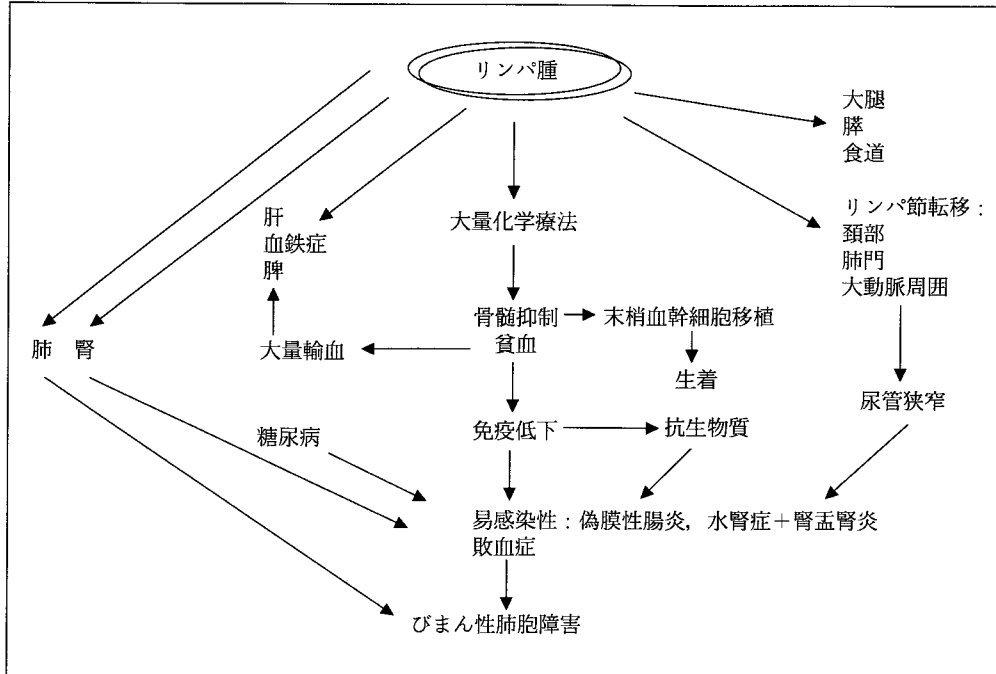 リンパ腫
大腿
膵
食道
肝
血鉄症
脾
大量化学療法
リンパ節転移：
頚部
肺門
大動脈周囲
肺　腎
大量輸血
骨髄抑制
貧血
末梢血幹細胞移植
生着
尿管狭窄
糖尿病
免疫低下
抗生物質
易感染性：偽膜性腸炎，水腎症＋腎盂腎炎
敗血症
びまん性肺胞障害